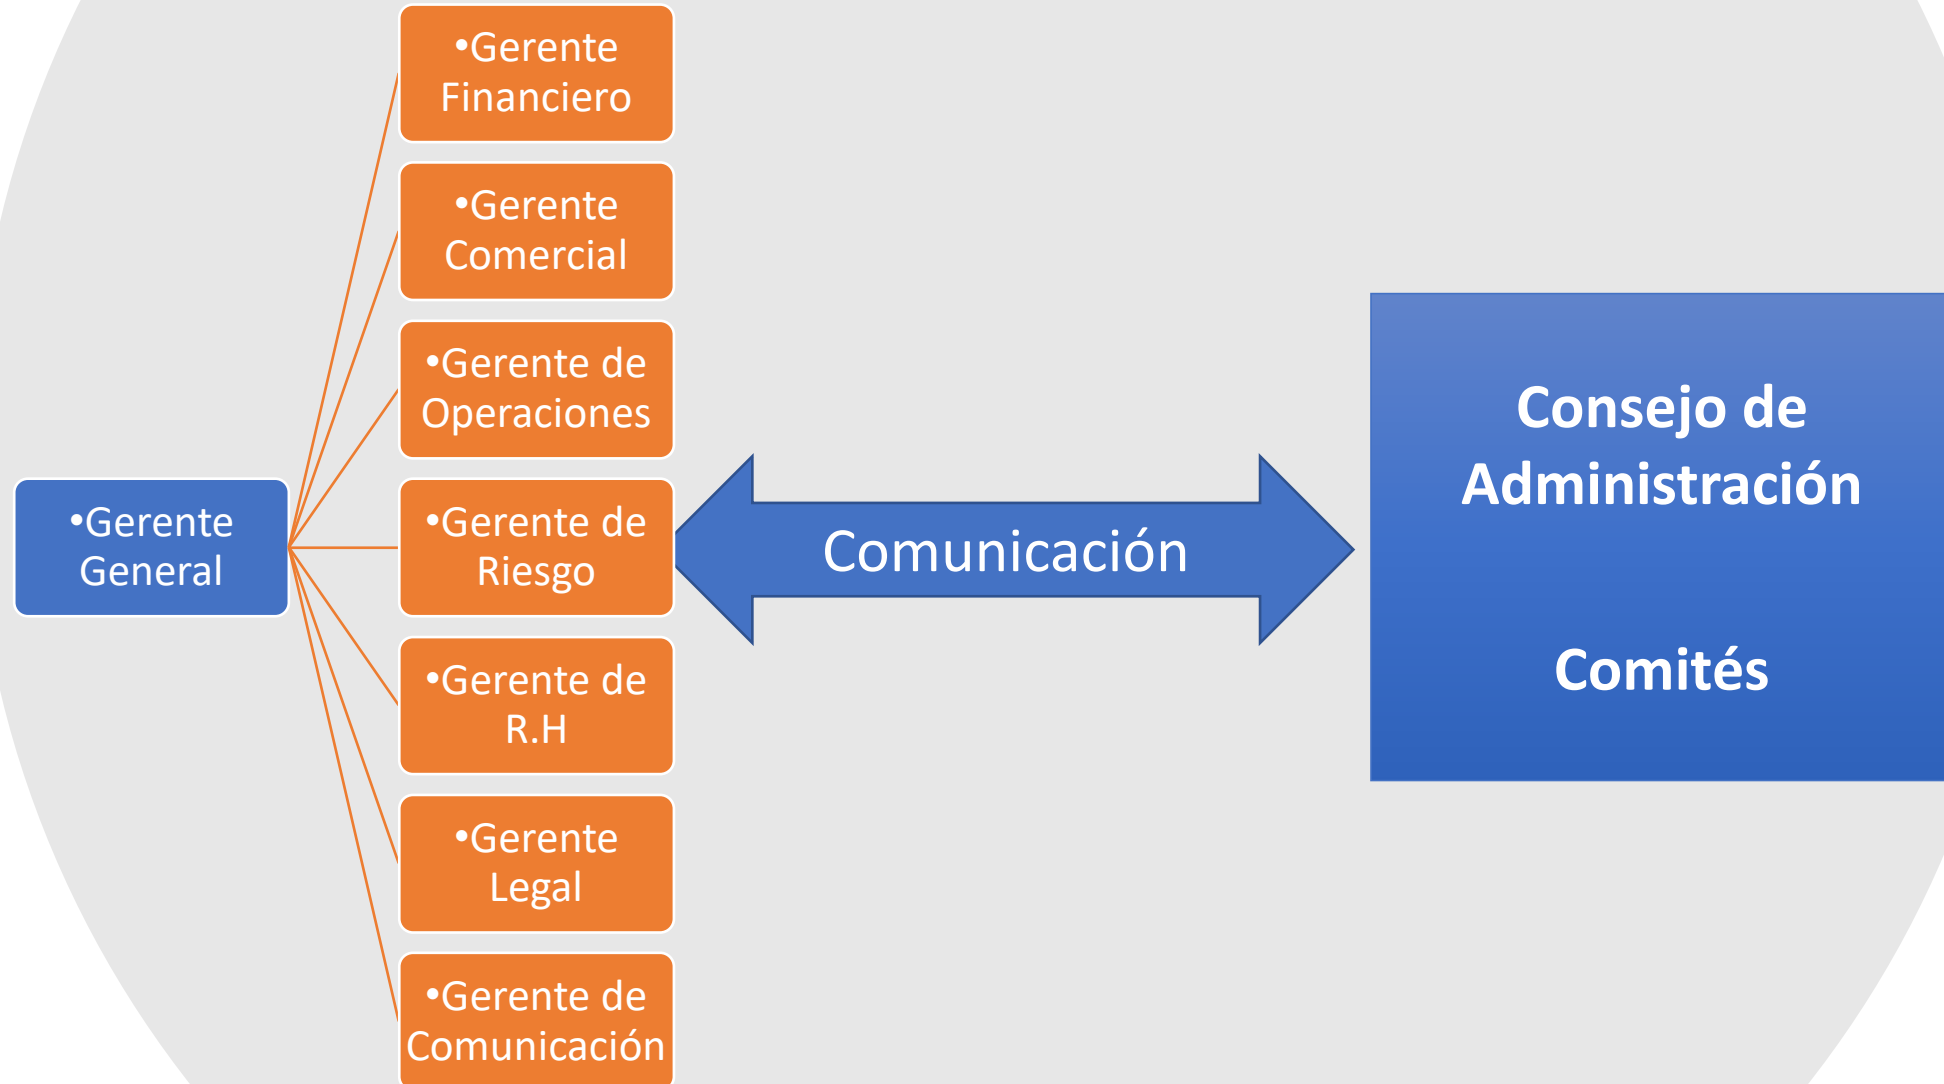 •Gerente
Financiero
•Gerente
Comercial
•Gerente de
Operaciones
•Gerente
General
•Gerente de
Riesgo
•Gerente de
R.H
•Gerente
Legal
•Gerente de
Comunicación
Comunicación
Consejo de
Administración
Comités